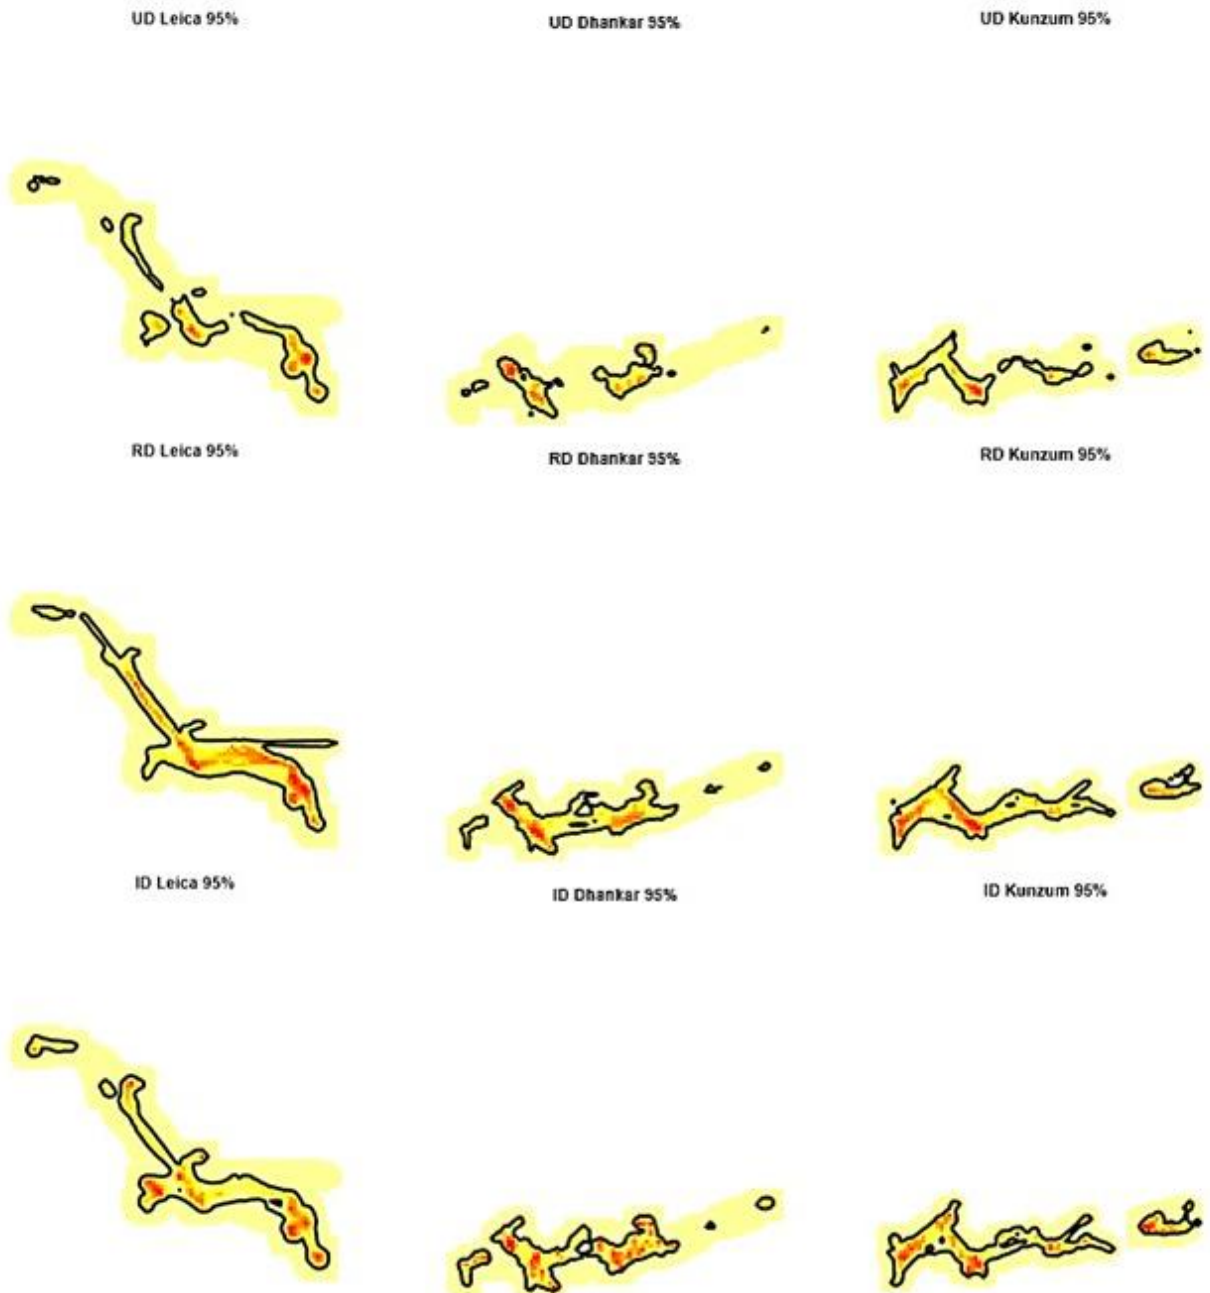 UD Leica 95%
UD Dhankar 95%
UD Kunzum 95%
RD Leica 95%
RD Dhankar 95%
RD Kunzum 95%
ID Leica 95%
ID Dhankar 95%
ID Kunzum 95%